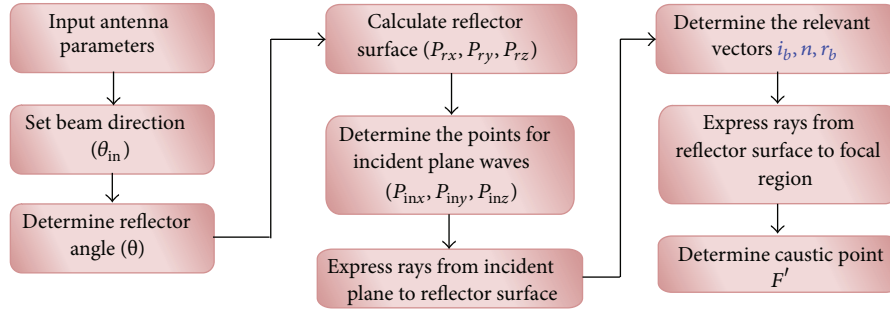 Input antenna
parameters
Set beam direction
(θin)
Determine reflector
angle (θ)
Calculate reflector
surface (Prx, Pry, Prz)
Determine the points for
incident plane waves
(Pinx, Piny, Pinz)
Express rays from incident
plane to reflector surface
Determine the relevant
vectors ib, n, rb
Express rays from
reflector surface to focal
region
Determine caustic point
F′